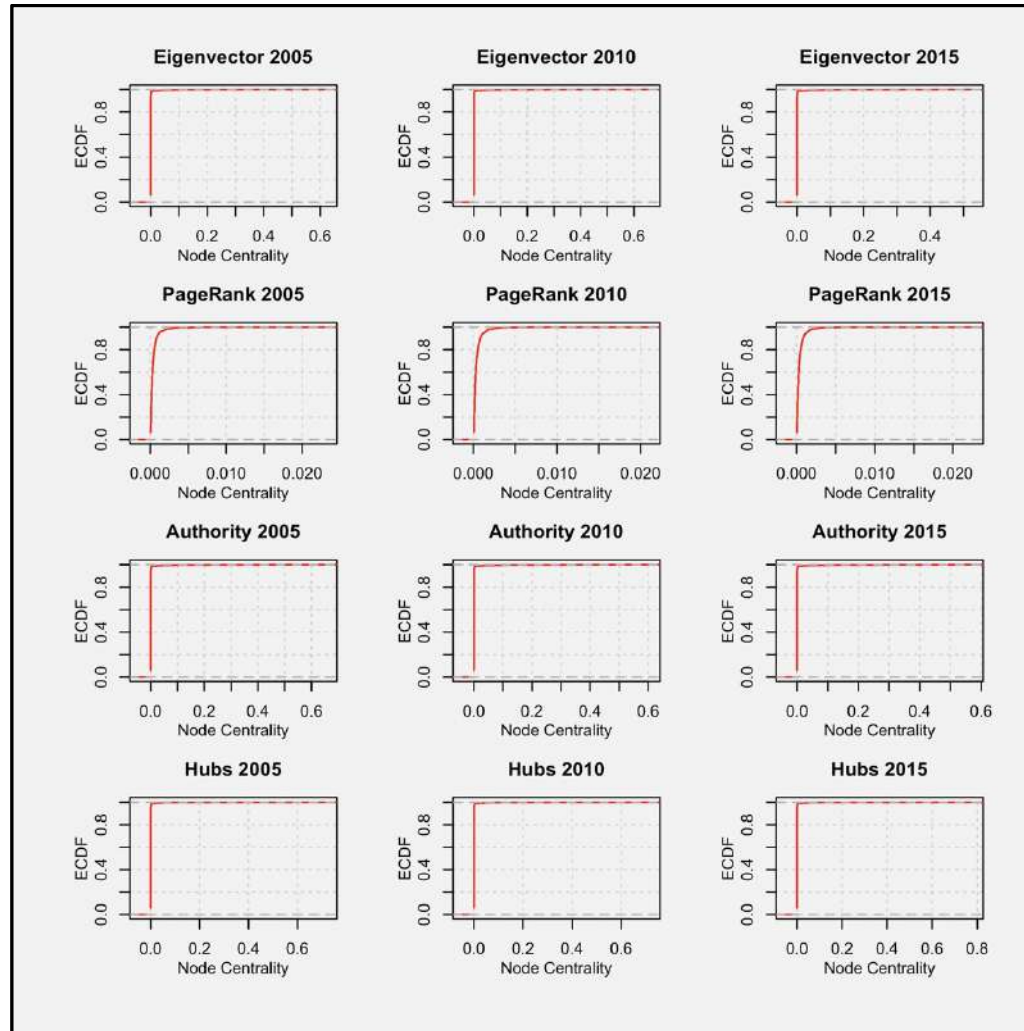 Eigenvector 2005
ECDF
0.0 0.4 0.8
0.0 0.2 0.4 0.6
Node Centrality
Eigenvector 2010
ECDF
0.0 0.4 0.8
0.0 0.2 0.4 0.6
Node Centrality
Eigenvector 2015
ECDF
0.0 0.4 0.8
0.0 0.2 0.4
Node Centrality
PageRank 2005
ECDF
0.0 0.4 0.8
0.000 0.010 0.020
Node Centrality
PageRank 2010
ECDF
0.0 0.4 0.8
0.000 0.010 0.020
Node Centrality
PageRank 2015
ECDF
0.0 0.4 0.8
0.000 0.010 0.020
Node Centrality
Authority 2005
ECDF
0.0 0.4 0.8
0.0 0.2 0.4 0.6
Node Centrality
Authority 2010
ECDF
0.0 0.4 0.8
0.0 0.2 0.4 0.6
Node Centrality
Authority 2015
ECDF
0.0 0.4 0.8
0.0 0.2 0.4 0.6
Node Centrality
Hubs 2005
ECDF
0.0 0.4 0.8
0.0 0.2 0.4 0.6
Node Centrality
Hubs 2010
ECDF
0.0 0.4 0.8
0.0 0.2 0.4 0.6
Node Centrality
Hubs 2015
ECDF
0.0 0.4 0.8
0.0 0.2 0.4 0.6 0.8
Node Centrality